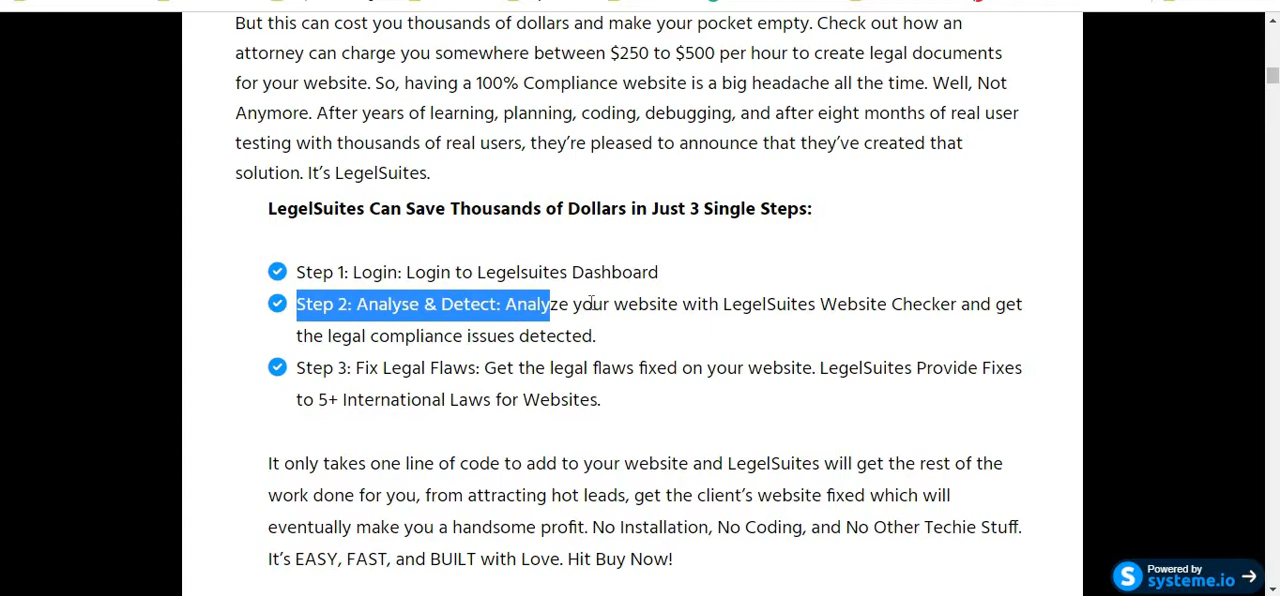 But this can cost you thousands of dollars and make your pocket empty. Check out how an
attorney can charge you somewhere between $250 to $500 per hour to create legal documents
for your website. So, having a 100% Compliance website is a big headache all the time. Well, Not
Anymore. After years of learning, planning, coding, debugging, and after eight months of real user
testing with thousands of real users, they’re pleased to announce that they’ve created that
solution. It’s LegelSuites.
LegelSuites Can Save Thousands of Dollars in Just 3 Single Steps:
Step 1: Login: Login to Legelsuites Dashboard
Step 2: Analyse & Detect: Analyze your website with LegelSuites Website Checker and get
the legal compliance issues detected.
Step 3: Fix Legal Flaws: Get the legal flaws fixed on your website. LegelSuites Provide Fixes
to 5+ International Laws for Websites.
It only takes one line of code to add to your website and LegelSuites will get the rest of the
work done for you, from attracting hot leads, get the client’s website fixed which will
eventually make you a handsome profit. No Installation, No Coding, and No Other Techie Stuff.
It’s EASY, FAST, and BUILT with Love. Hit Buy Now!
Powered by
systeme.io